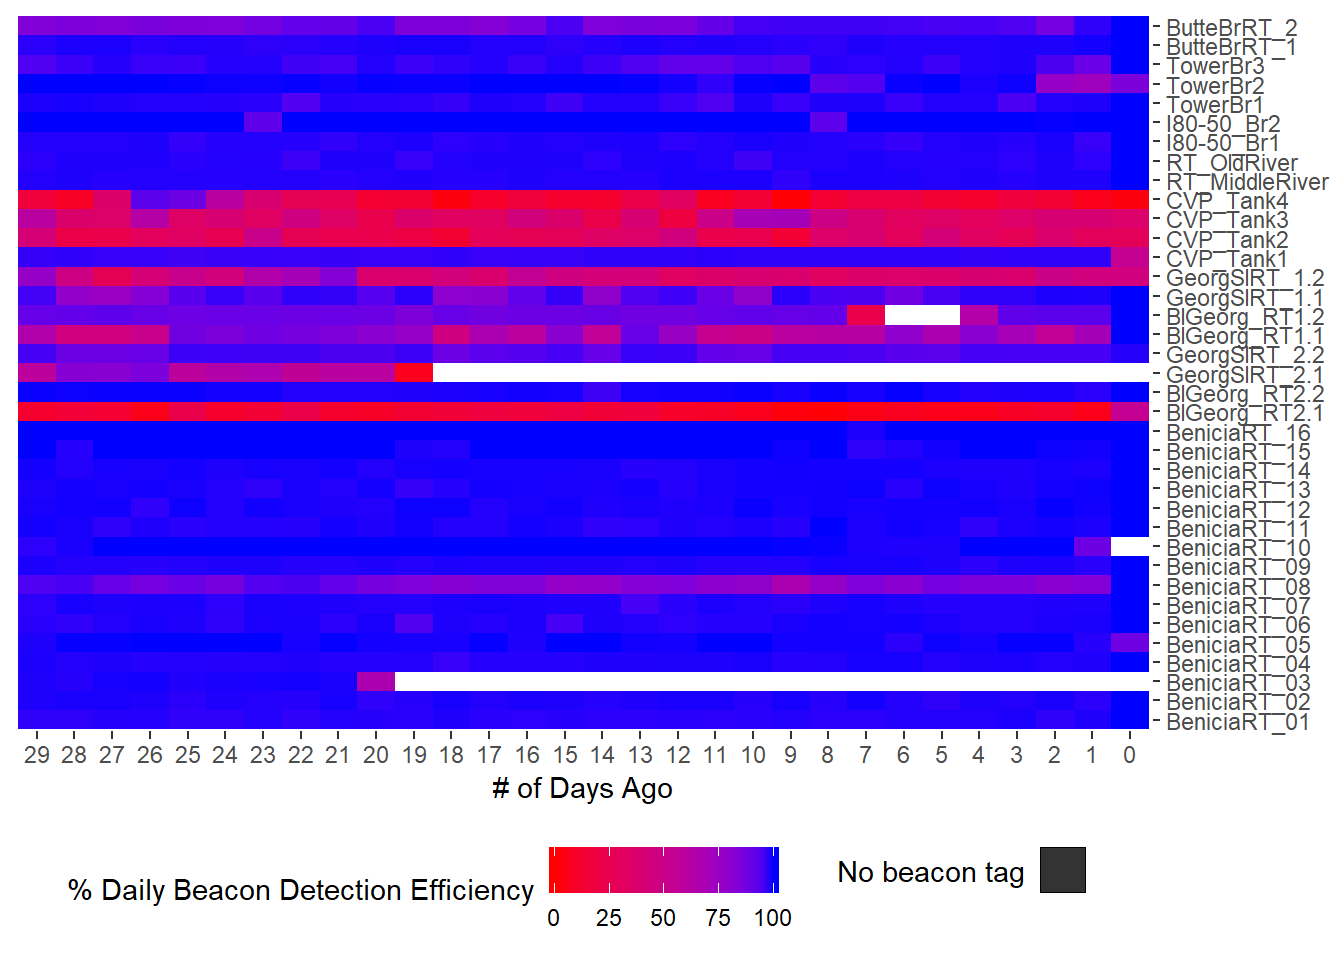 ButteBrRT_2
ButteBrRT_1
TowerBr3
TowerBr2
TowerBr1
I80-50_Br2
I80-50_Br1
RT_OldRiver
RT_MiddleRiver
CVP_Tank4
CVP_Tank3
CVP_Tank2
CVP_Tank1
GeorgSlRT_1.2
GeorgSlRT_1.1
BlGeorg_RT1.2
BlGeorg_RT1.1
GeorgSlRT_2.2
GeorgSlRT_2.1
BlGeorg_RT2.2
BlGeorg_RT2.1
BeniciaRT_16
BeniciaRT_15
BeniciaRT_14
BeniciaRT_13
BeniciaRT_12
BeniciaRT_11
BeniciaRT_10
BeniciaRT_09
BeniciaRT_08
BeniciaRT_07
BeniciaRT_06
BeniciaRT_05
BeniciaRT_04
BeniciaRT_03
BeniciaRT_02
BeniciaRT_01
29 28 27 26 25 24 23 22 21 20 19 18 17 16 15 14 13 12 11 10 9 8 7 6 5 4 3 2 1 0
# of Days Ago
% Daily Beacon Detection Efficiency
0 25 50 75 100
No beacon tag